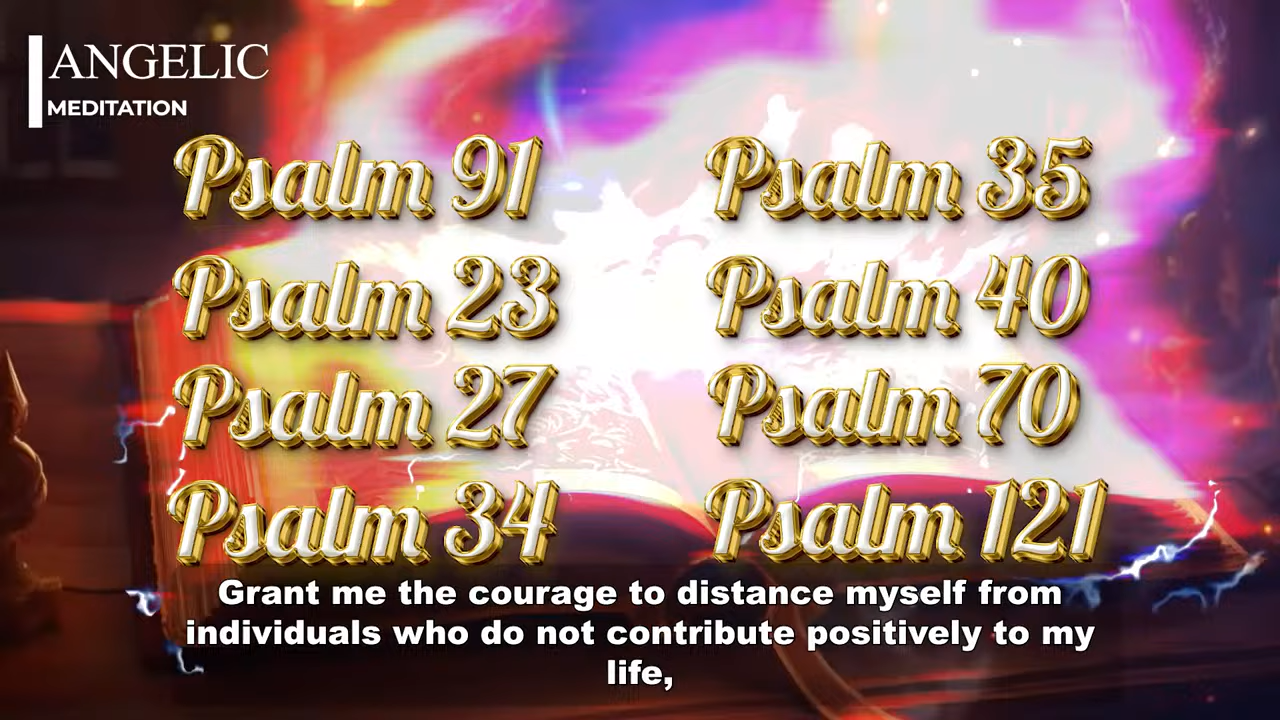 ANGELIC
MEDITATION
Psalm 91
Psalm 23
Psalm 27
Psalm 34
Psalm 35
Psalm 40
Psalm 70
Psalm 121
Grant me the courage to distance myself from
individuals who do not contribute positively to my
life,